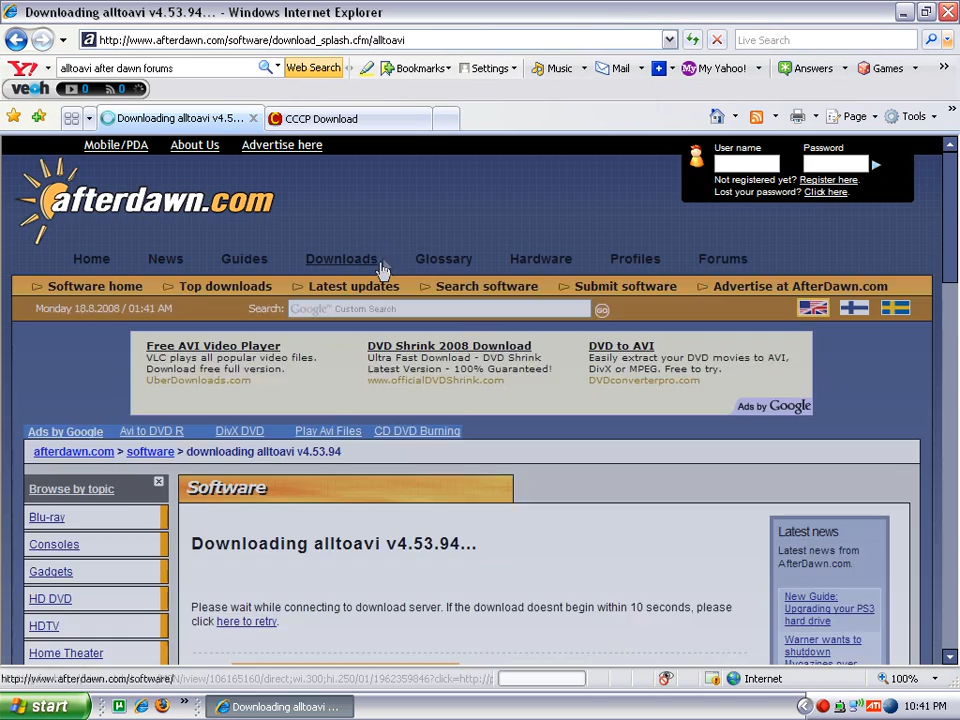 Downloading alltoavi v4.53.94... - Windows Internet Explorer
http://www.afterdawn.com/software/download_splash.cfm/alltoavi
Live Search
Y! alltoavi after dawn forums Web Search Bookmarks Settings Music Mail My Yahoo! Answers Games
veoh 0 0
Downloading alltoavi v4.5... CCCP Download Page Tools
Mobile/PDA About Us Advertise here
User name Password
Not registered yet? Register here.
Lost your password? Click here.
afterdawn.com
Home News Guides Downloads Glossary Hardware Profiles Forums
Software home Top downloads Latest updates Search software Submit software Advertise at AfterDawn.com
Monday 18.8.2008 / 01:41 AM Search: Google™ Custom Search GO
Free AVI Video Player DVD Shrink 2008 Download DVD to AVI
VLC plays all popular video files. Ultra Fast Download - DVD Shrink Easily extract your DVD movies to AVI,
Download free full version. Latest Version - 100% Guaranteed! DivX or MPEG. Free to try.
UberDownloads.com www.officialDVDShrink.com DVDconverterpro.com
Ads by Google
Ads by Google Avi to DVD R DivX DVD Play Avi Files CD DVD Burning
afterdawn.com > software > downloading alltoavi v4.53.94
Browse by topic
Blu-ray
Consoles
Gadgets
HD DVD
HDTV
Home Theater
Software
Downloading alltoavi v4.53.94...
Please wait while connecting to download server. If the download doesnt begin within 10 seconds, please
click here to retry.
Latest news
Latest news from
AfterDawn.com.
New Guide:
Upgrading your PS3
hard drive
Warner wants to
shutdown
http://www.afterdawn.com/software/ Internet 100%
start Downloading alltoavi ... ATI 10:41 PM